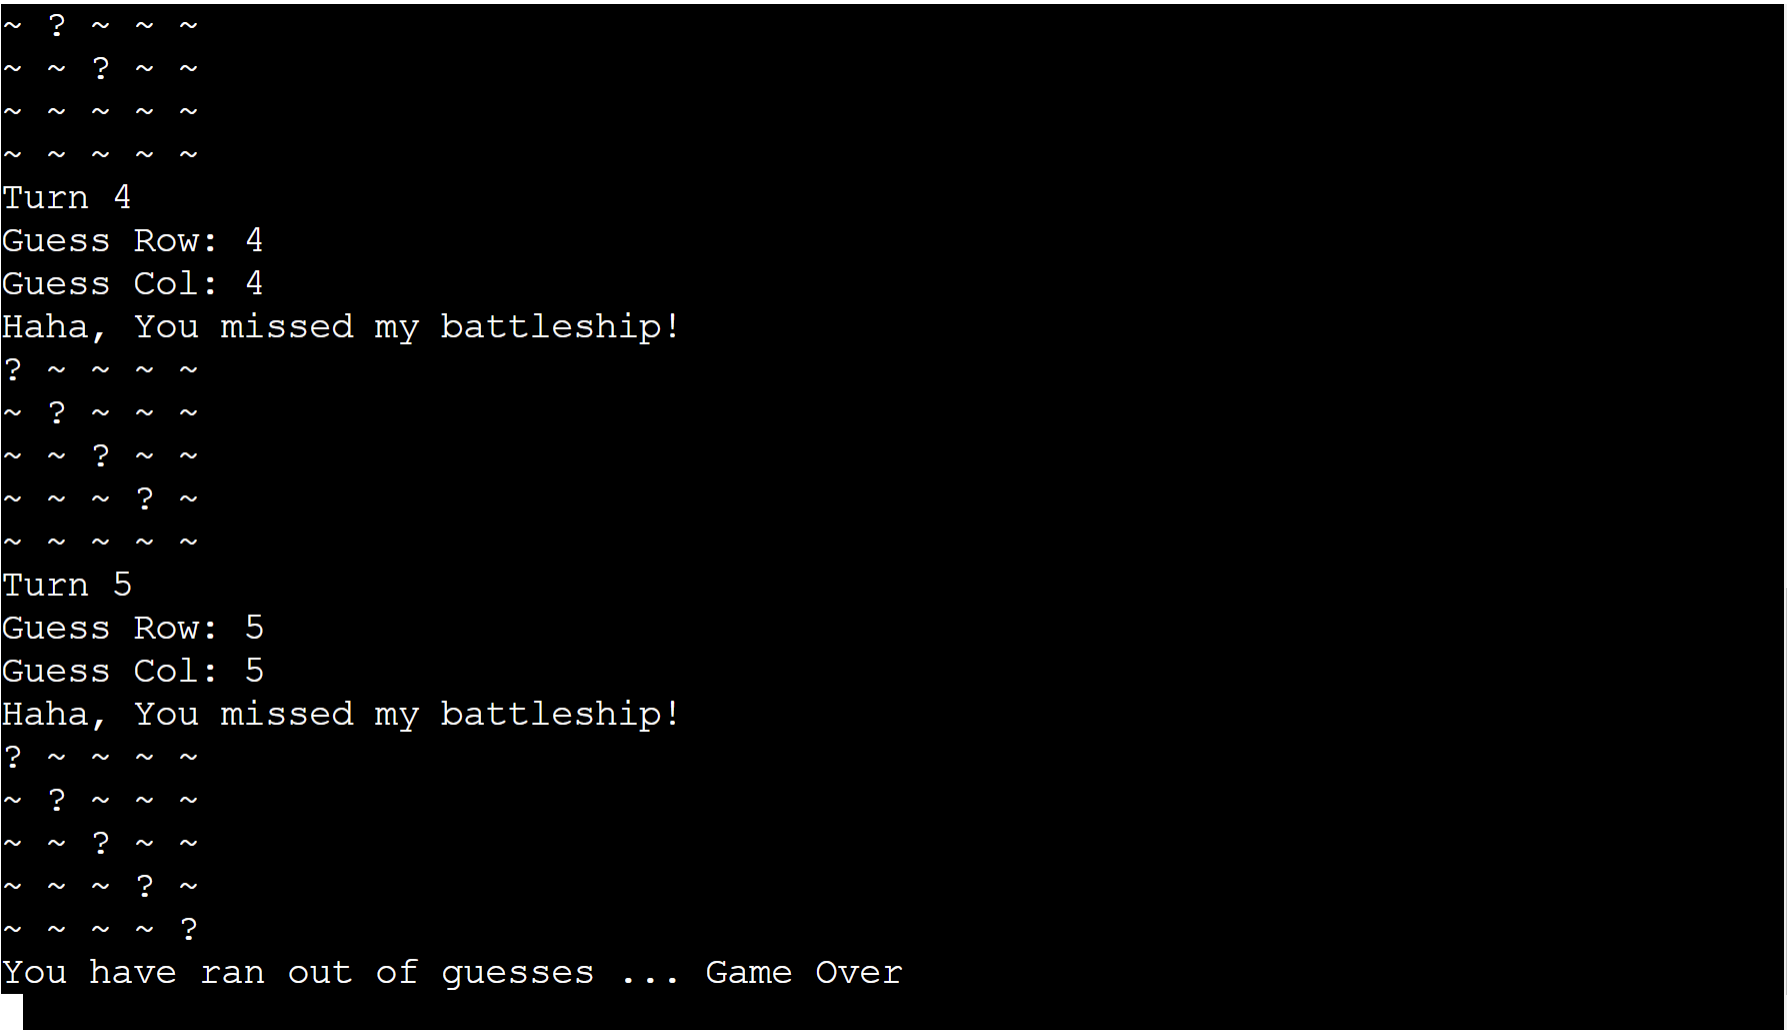 ~ ? ~ ~ ~
~ ~ ? ~ ~
~ ~ ~ ~ ~
~ ~ ~ ~ ~
Turn 4
Guess Row: 4
Guess Col: 4
Haha, You missed my battleship!
? ~ ~ ~ ~
~ ? ~ ~ ~
~ ~ ? ~ ~
~ ~ ~ ? ~
~ ~ ~ ~ ~
Turn 5
Guess Row: 5
Guess Col: 5
Haha, You missed my battleship!
? ~ ~ ~ ~
~ ? ~ ~ ~
~ ~ ? ~ ~
~ ~ ~ ? ~
~ ~ ~ ~ ?
You have ran out of guesses ... Game Over